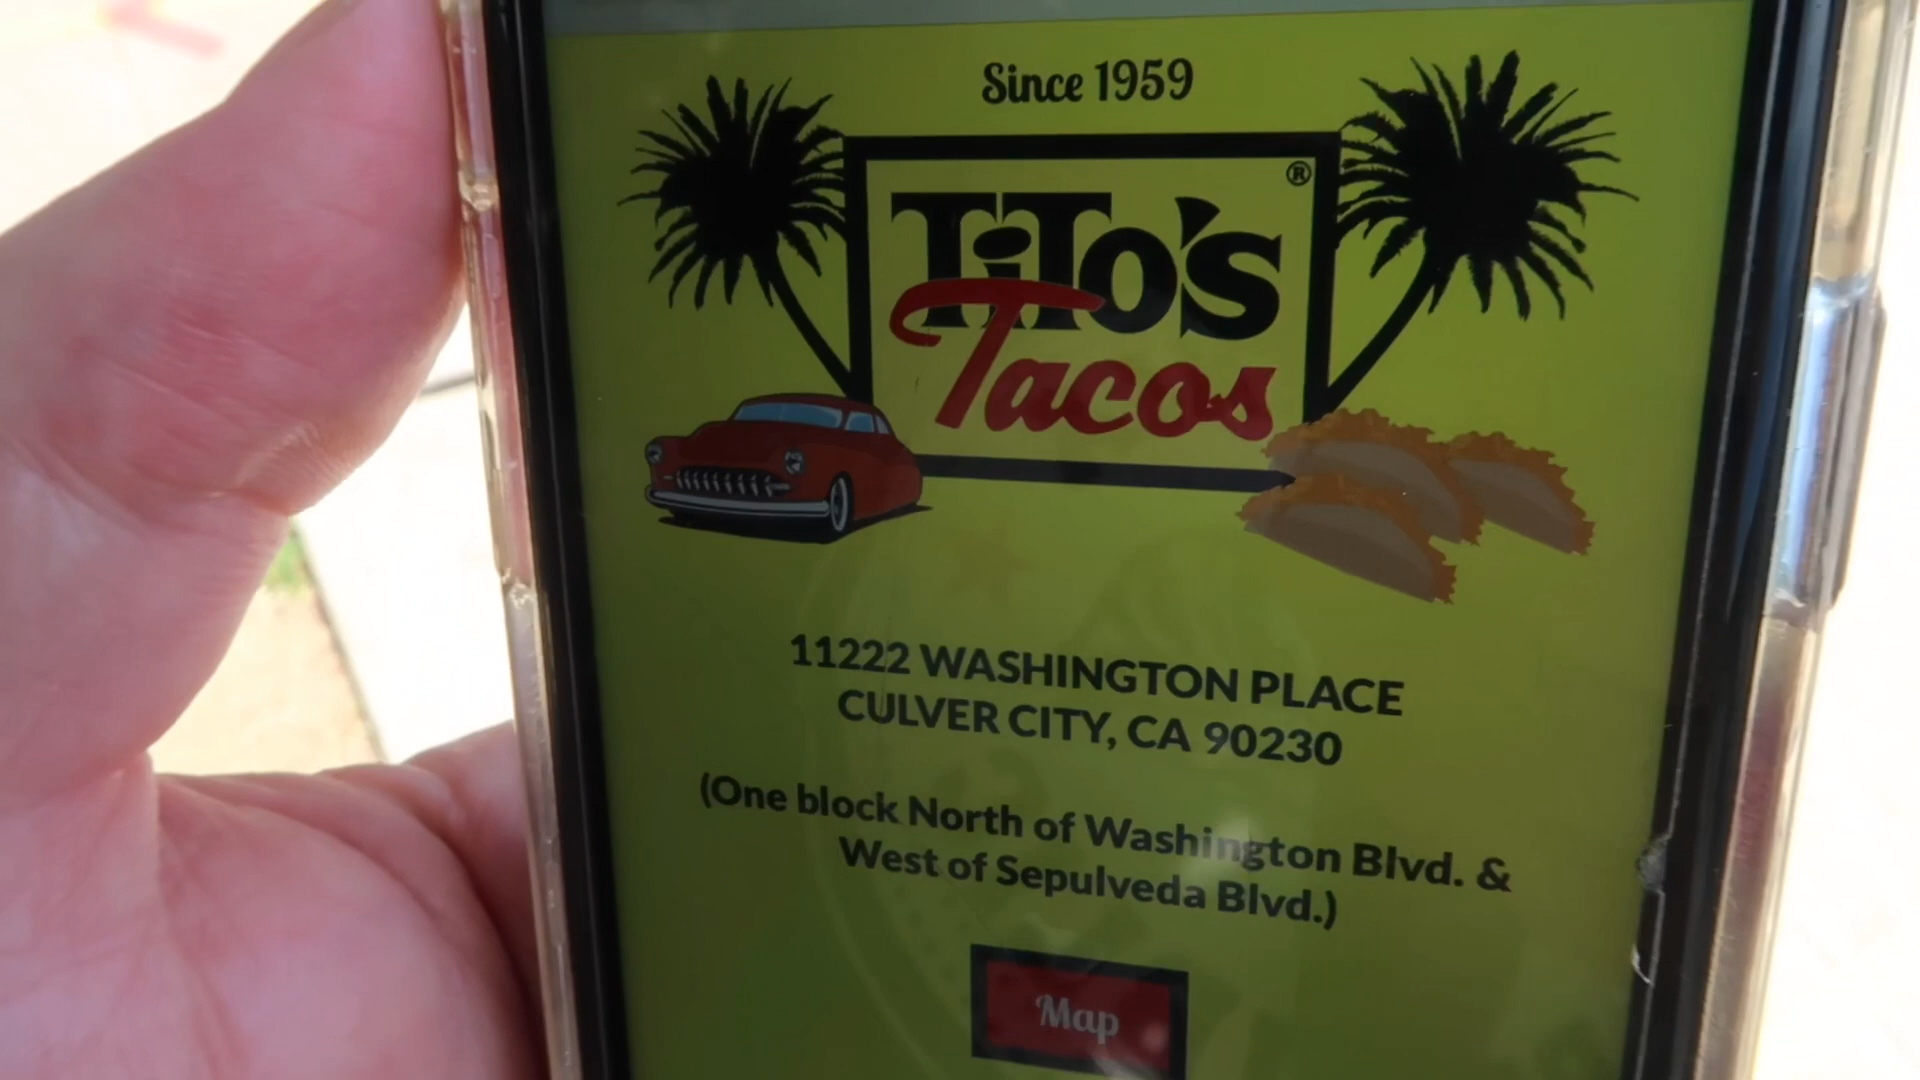 Since 1959
TiTo's ®
Tacos
11222 WASHINGTON PLACE
CULVER CITY, CA 90230
(One block North of Washington Blvd. &
West of Sepulveda Blvd.)
Map